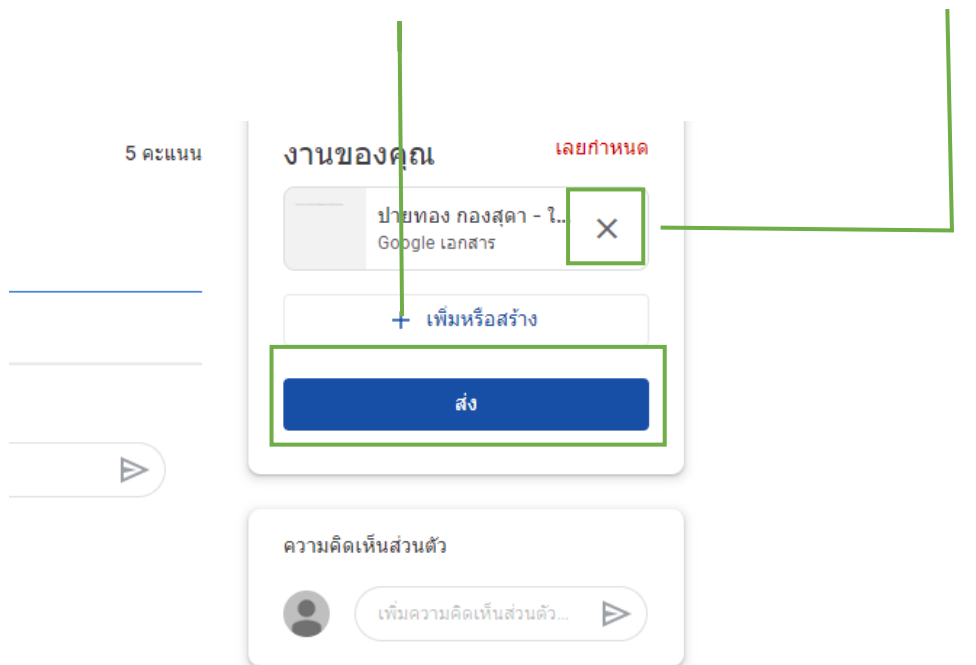 5 คะแนน
งานของคุณ
เลยกำหนด
ปายทอง กองสุดา - ใ...
Google เอกสาร
+ เพิ่มหรือสร้าง
ส่ง
ความคิดเห็นส่วนตัว
เพิ่มความคิดเห็นส่วนตัว...